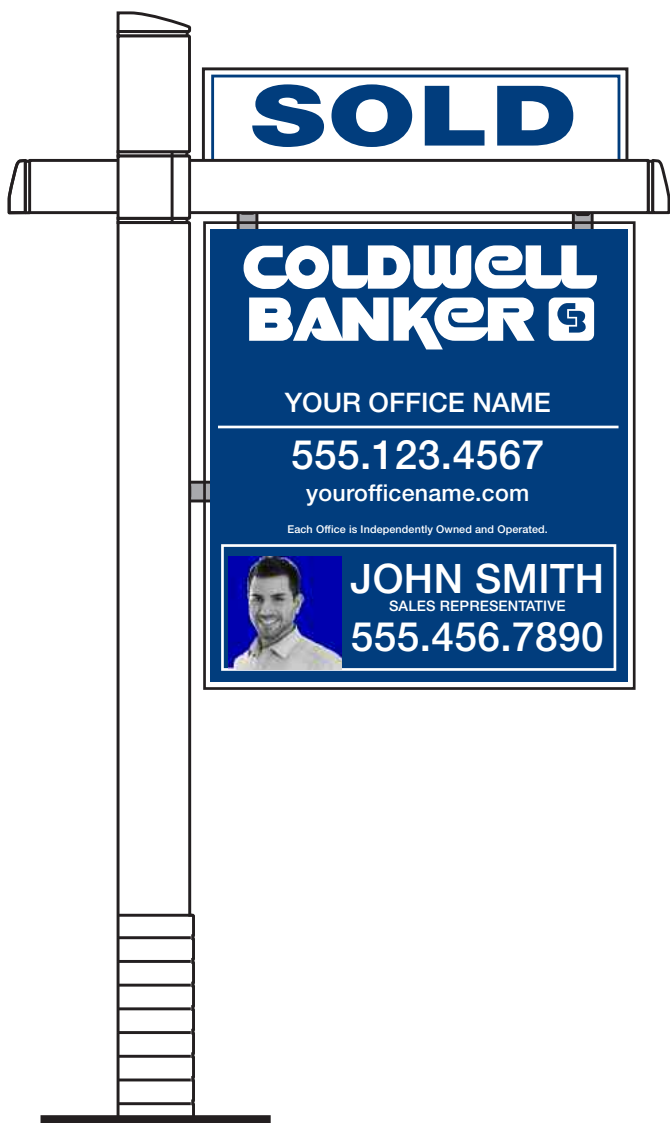 SOLD
COLDWELL
BANKER CB
YOUR OFFICE NAME
555.123.4567
yourofficename.com
Each Office is Independently Owned and Operated.
JOHN SMITH
SALES REPRESENTATIVE
555.456.7890